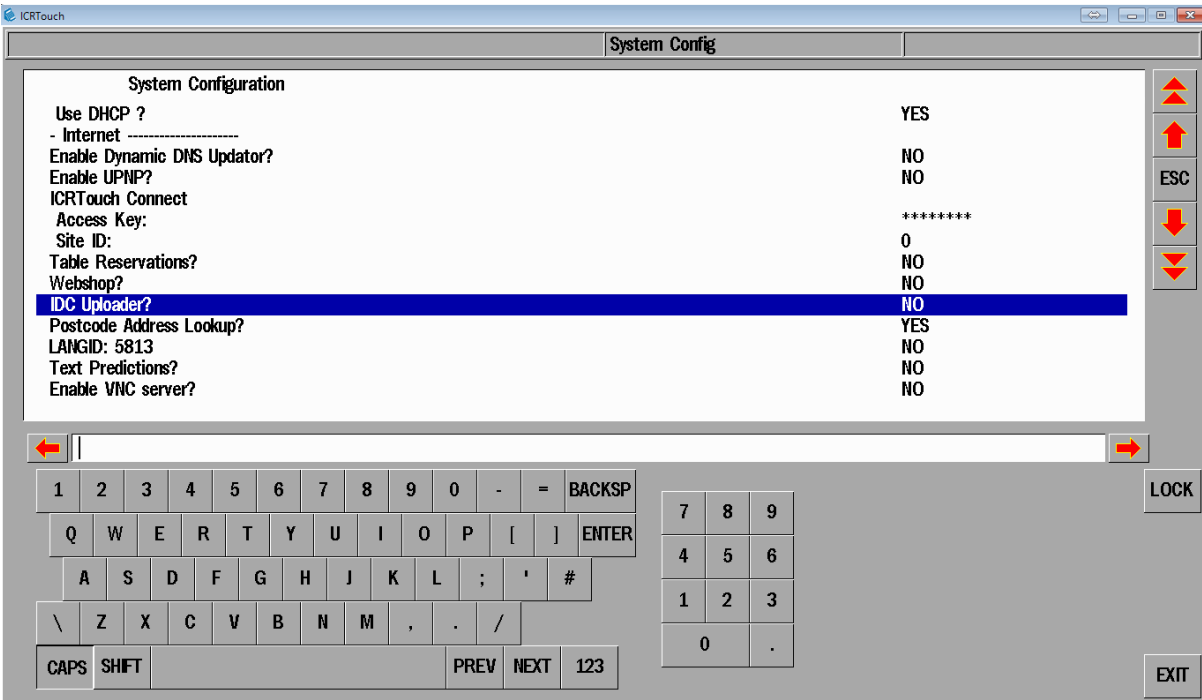 ICRTouch
System Config
System Configuration
Use DHCP ? YES
- Internet ---------------------
Enable Dynamic DNS Updator? NO
Enable UPNP? NO
ICRTouch Connect
Access Key: ********
Site ID: 0
Table Reservations? NO
Webshop? NO
IDC Uploader? NO
Postcode Address Lookup? YES
LANGID: 5813 NO
Text Predictions? NO
Enable VNC server? NO
ESC
1 2 3 4 5 6 7 8 9 0 - = BACKSP
Q W E R T Y U I O P [ ] ENTER
A S D F G H J K L ; ' #
\ Z X C V B N M , . /
CAPS SHIFT PREV NEXT 123
7 8 9
4 5 6
1 2 3
0 .
LOCK
EXIT